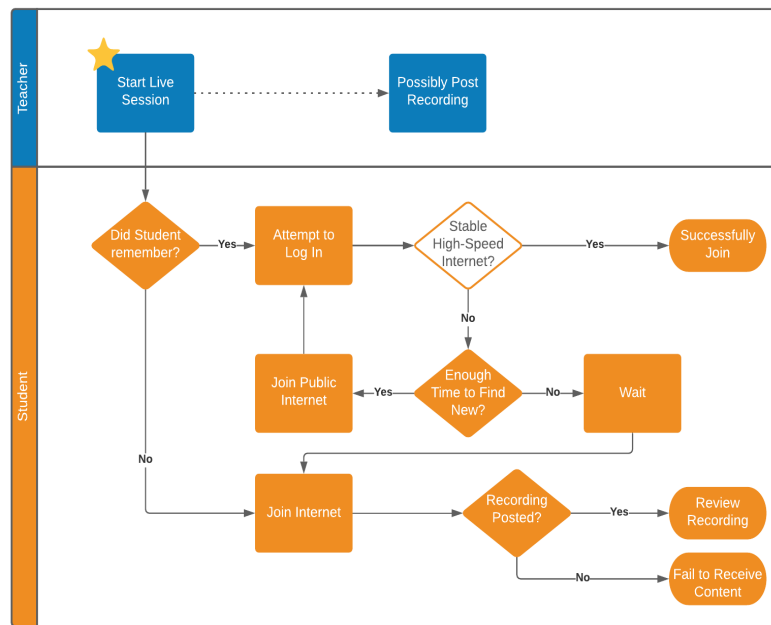 Teacher
Start Live
Session
Possibly Post
Recording
Student
Did Student
remember?
Yes
Attempt to
Log In
Stable
High-Speed
Internet?
Yes
Successfully
Join
No
Join Public
Internet
Yes
Enough
Time to Find
New?
No
Wait
No
Join Internet
Recording
Posted?
Yes
Review
Recording
No
Fail to Receive
Content